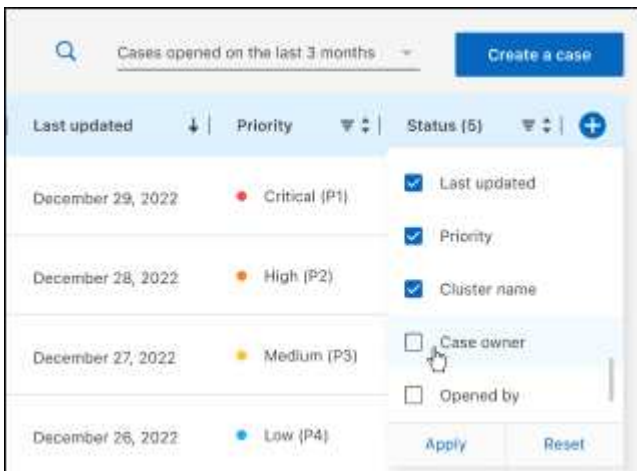 Cases opened on the last 3 months
Create a case
Last updated
Priority
Status (5)
December 29, 2022
Critical (P1)
December 28, 2022
High (P2)
December 27, 2022
Medium (P3)
December 26, 2022
Low (P4)
Last updated
Priority
Cluster name
Case owner
Opened by
Apply
Reset